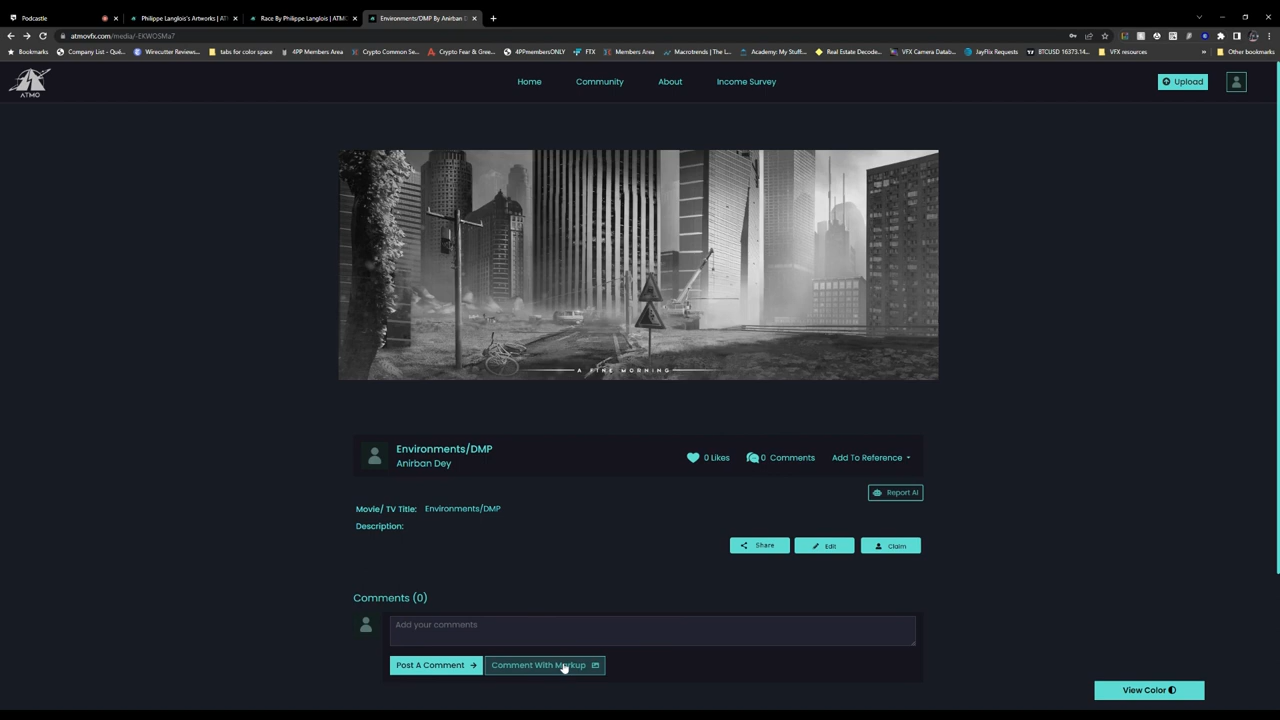 Podcastle
Philippe Langlois's Artworks | AT
Race By Philippe Langlois | ATMO
Environments/DMP By Anirban D
atmovfx.com/media/-EKWOSMa7
Bookmarks
Company List - Qué...
Wirecutter Reviews...
tabs for color space
4PP Members Area
Crypto Common Se...
Crypto Fear & Gree...
4PPmembersONLY
FTX
Members Area
Macrotrends | The L...
Academy: My Stuff...
Real Estate Decode...
VFX Camera Datab...
JayFlix Requests
BTCUSD 16373.14...
VFX resources
Other bookmarks
ATMO
Home
Community
About
Income Survey
Upload
A FINE MORNING
Environments/DMP
Anirban Dey
0 Likes
0 Comments
Add To Reference
Report AI
Movie/ TV Title: Environments/DMP
Description:
Share
Edit
Claim
Comments (0)
Add your comments
Post A Comment
Comment With Markup
View Color